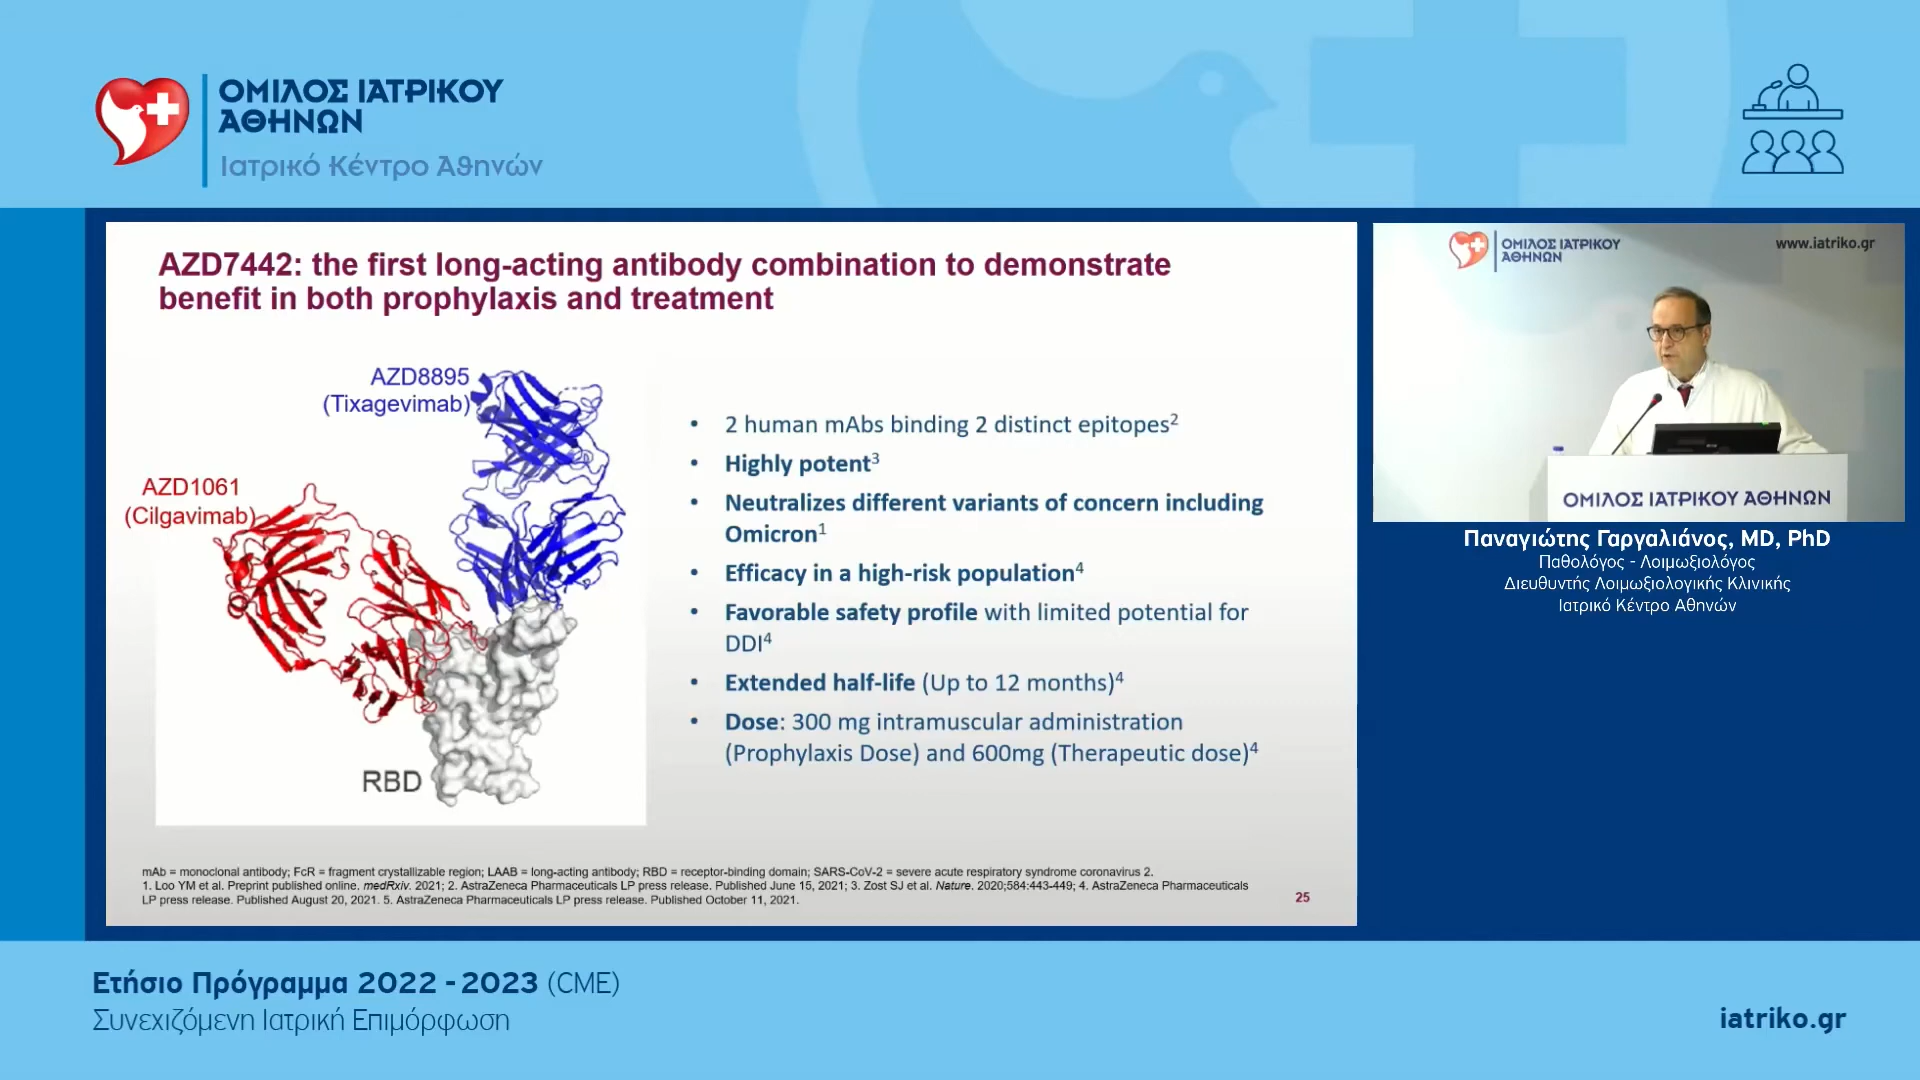 ΟΜΙΛΟΣ ΙΑΤΡΙΚΟΥ
ΑΘΗΝΩΝ
Ιατρικό Κέντρο Αθηνών
AZD7442: the first long-acting antibody combination to demonstrate
benefit in both prophylaxis and treatment
AZD8895
(Tixagevimab)
AZD1061
(Cilgavimab)
RBD
• 2 human mAbs binding 2 distinct epitopes²
• Highly potent³
• Neutralizes different variants of concern including
Omicron¹
• Efficacy in a high-risk population⁴
• Favorable safety profile with limited potential for
DDI⁴
• Extended half-life (Up to 12 months)⁴
• Dose: 300 mg intramuscular administration
(Prophylaxis Dose) and 600mg (Therapeutic dose)⁴
mAb = monoclonal antibody; FcR = fragment crystallizable region; LAAB = long-acting antibody; RBD = receptor-binding domain; SARS-CoV-2 = severe acute respiratory syndrome coronavirus 2.
1. Loo YM et al. Preprint published online. medRxiv. 2021; 2. AstraZeneca Pharmaceuticals LP press release. Published June 15, 2021; 3. Zost SJ et al. Nature. 2020;584:443-449; 4. AstraZeneca Pharmaceuticals
LP press release. Published August 20, 2021. 5. AstraZeneca Pharmaceuticals LP press release. Published October 11, 2021.
25
ΟΜΙΛΟΣ ΙΑΤΡΙΚΟΥ
ΑΘΗΝΩΝ
www.iatriko.gr
ΟΜΙΛΟΣ ΙΑΤΡΙΚΟΥ ΑΘΗΝΩΝ
Παναγιώτης Γαργαλιάνος, MD, PhD
Παθολόγος - Λοιμωξιολόγος
Διευθυντής Λοιμωξιολογικής Κλινικής
Ιατρικό Κέντρο Αθηνών
Ετήσιο Πρόγραμμα 2022 - 2023 (CME)
Συνεχιζόμενη Ιατρική Επιμόρφωση
iatriko.gr